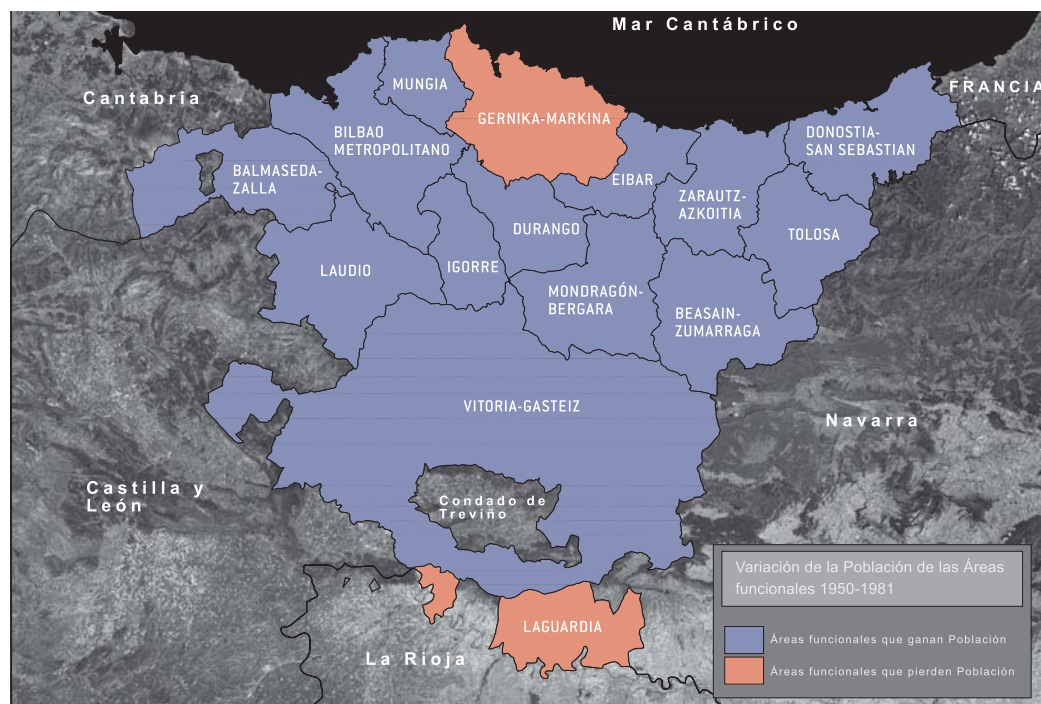 Mar Cantábrico
Cantabria
FRANCIA
MUNGIA
GERNIKA-MARKINA
BILBAO
METROPOLITANO
DONOSTIA-
SAN SEBASTIAN
BALMASEDA-
ZALLA
EIBAR
ZARAUTZ-
AZKOITIA
DURANGO
TOLOSA
LAUDIO
IGORRE
MONDRAGÓN-
BERGARA
BEASAIN-
ZUMARRAGA
VITORIA-GASTEIZ
Navarra
Castilla y
León
Condado de
Treviño
LAGUARDIA
La Rioja
Variación de la Población de las Áreas
funcionales 1950-1981
Áreas funcionales que ganan Población
Áreas funcionales que pierden Población